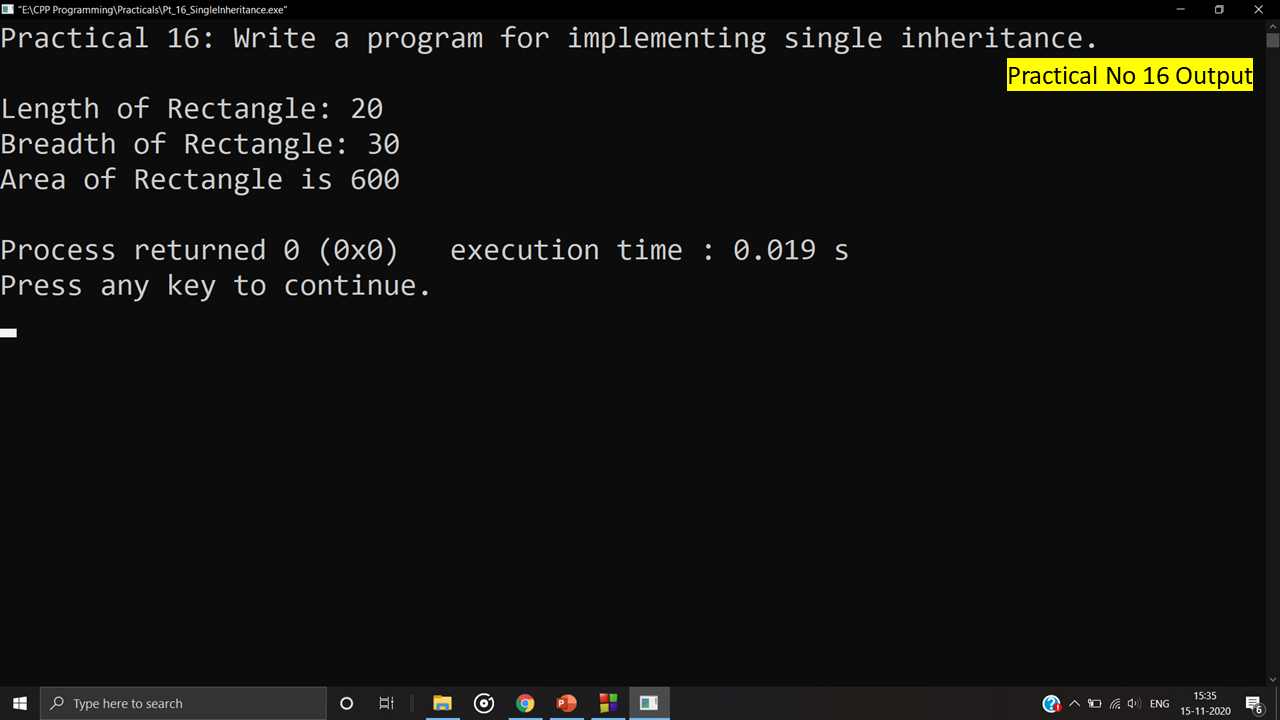 "E:\CPP Programming\Practicals\Pt_16_SingleInheritance.exe"
Practical 16: Write a program for implementing single inheritance.
Practical No 16 Output
Length of Rectangle: 20
Breadth of Rectangle: 30
Area of Rectangle is 600
Process returned 0 (0x0)   execution time : 0.019 s
Press any key to continue.
Type here to search
ENG
15:35
15-11-2020
6